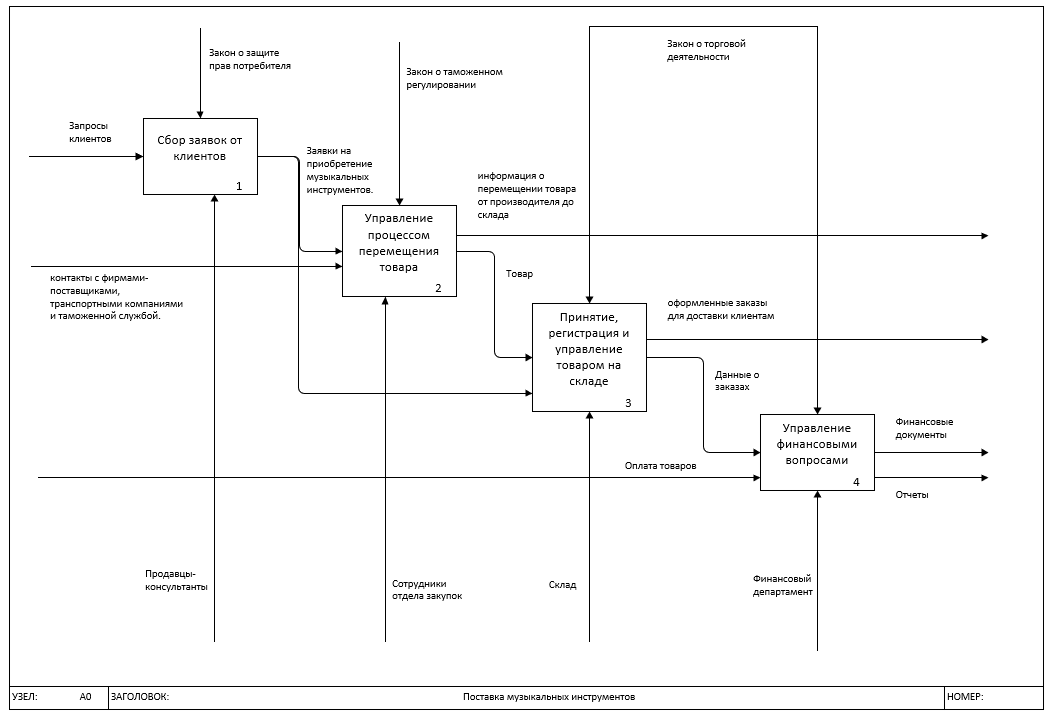 Закон о защите
прав потребителя
Закон о таможенном
регулировании
Закон о торговой
деятельности
Запросы
клиентов
Сбор заявок от
клиентов
1
Заявки на
приобретение
музыкальных
инструментов.
информация о
перемещении товара
от производителя до
склада
Управление
процессом
перемещения
товара
2
контакты с фирмами-
поставщиками,
транспортными компаниями
и таможенной службой.
Товар
Принятие,
регистрация и
управление
товаром на
складе
3
оформленные заказы
для доставки клиентам
Данные о
заказах
Управление
финансовыми
вопросами
4
Финансовые
документы
Оплата товаров
Отчеты
Продавцы-
консультанты
Сотрудники
отдела закупок
Склад
Финансовый
департамент
УЗЕЛ: A0 ЗАГОЛОВОК: Поставка музыкальных инструментов НОМЕР: